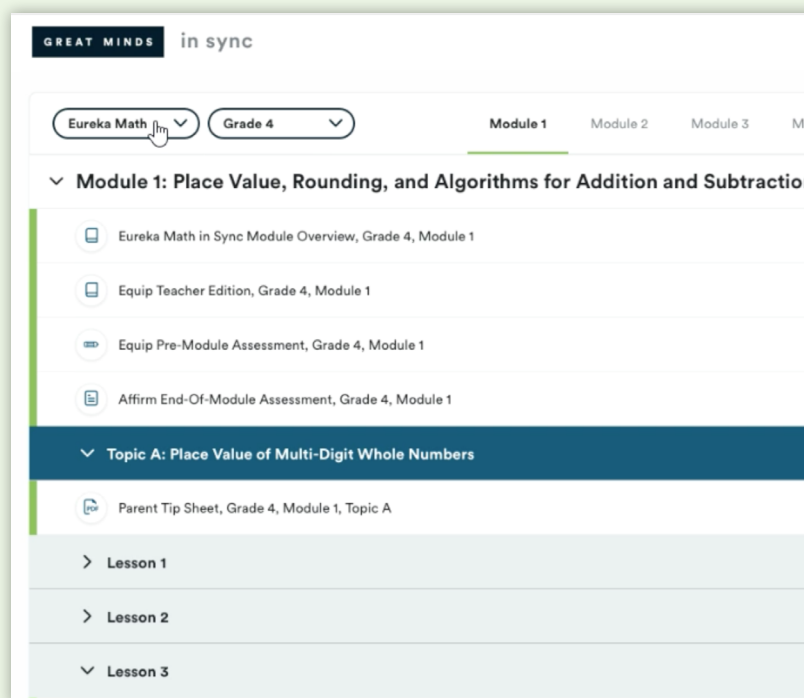 GREAT MINDS in sync
Eureka Math Grade 4 Module 1 Module 2 Module 3 M
Module 1: Place Value, Rounding, and Algorithms for Addition and Subtractio
Eureka Math in Sync Module Overview, Grade 4, Module 1
Equip Teacher Edition, Grade 4, Module 1
Equip Pre-Module Assessment, Grade 4, Module 1
Affirm End-Of-Module Assessment, Grade 4, Module 1
Topic A: Place Value of Multi-Digit Whole Numbers
PDF Parent Tip Sheet, Grade 4, Module 1, Topic A
Lesson 1
Lesson 2
Lesson 3